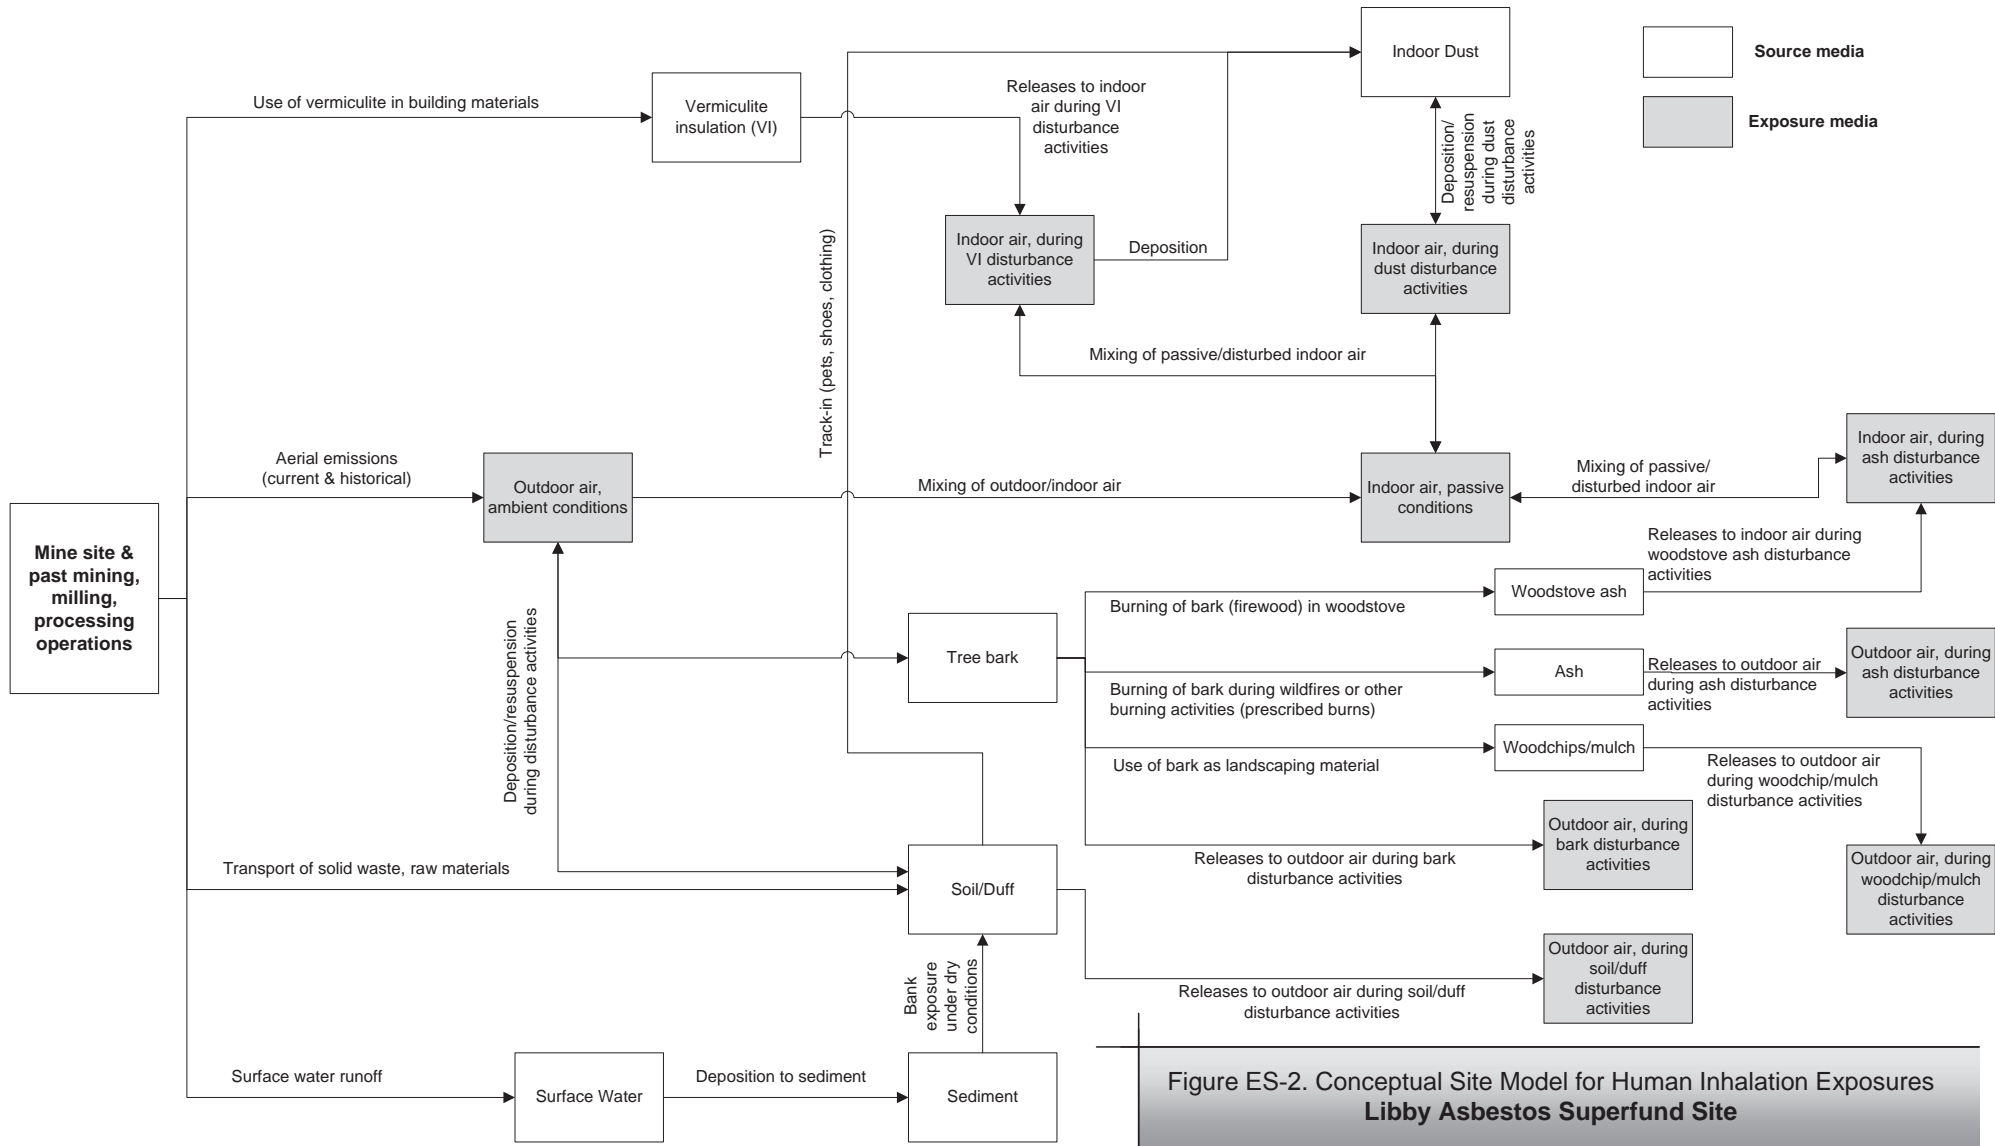 Indoor Dust
Source media
Exposure media
Use of vermiculite in building materials
Vermiculite
insulation (VI)
Releases to indoor
air during VI
disturbance
activities
Deposition/
resuspension
during dust
disturbance
activities
Track-in (pets, shoes, clothing)
Indoor air, during
VI disturbance
activities
Deposition
Indoor air, during
dust disturbance
activities
Mixing of passive/disturbed indoor air
Aerial emissions
(current & historical)
Outdoor air,
ambient conditions
Mixing of outdoor/indoor air
Indoor air, passive
conditions
Mixing of passive/
disturbed indoor air
Indoor air, during
ash disturbance
activities
Mine site &
past mining,
milling,
processing
operations
Releases to indoor air during
woodstove ash disturbance
activities
Burning of bark (firewood) in woodstove
Woodstove ash
Deposition/resuspension
during disturbance activities
Tree bark
Burning of bark during wildfires or other
burning activities (prescribed burns)
Ash
Releases to outdoor air
during ash disturbance
activities
Outdoor air, during
ash disturbance
activities
Use of bark as landscaping material
Woodchips/mulch
Releases to outdoor air
during woodchip/mulch
disturbance activities
Outdoor air, during
bark disturbance
activities
Releases to outdoor air during bark
disturbance activities
Outdoor air, during
woodchip/mulch
disturbance
activities
Transport of solid waste, raw materials
Soil/Duff
Outdoor air, during
soil/duff
disturbance
activities
Releases to outdoor air during soil/duff
disturbance activities
Bank
exposure
under dry
conditions
Surface water runoff
Surface Water
Deposition to sediment
Sediment
Figure ES-2. Conceptual Site Model for Human Inhalation Exposures
Libby Asbestos Superfund Site